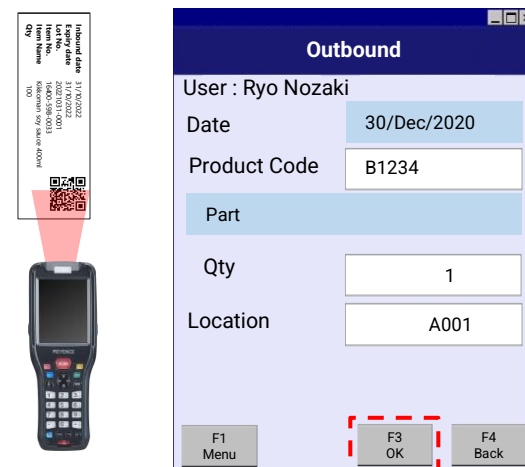 Inbound date 31/10/2022
Expiry date 31/10/2022
Lot No. 20221031-0001
Item No. 16400-598-0033
Item Name Kikkoman soy sauce 400ml
Qty 100
KEYENCE
Outbound
User : Ryo Nozaki
Date 30/Dec/2020
Product Code B1234
Part
Qty 1
Location A001
F1
Menu
F3
OK
F4
Back